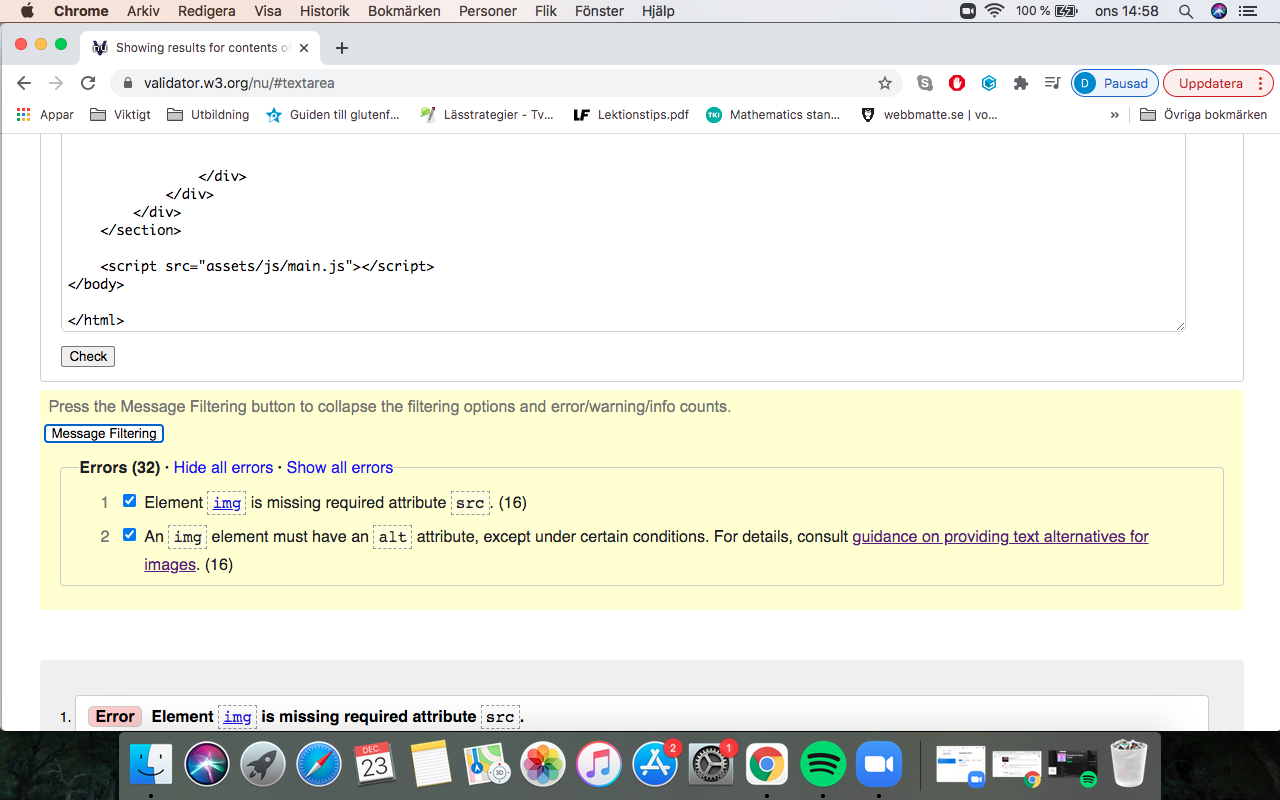 Chrome Arkiv Redigera Visa Historik Bokmärken Personer Flik Fönster Hjälp 100 % ons 14:58
Showing results for contents of
validator.w3.org/nu/#textarea D Pausad Uppdatera
Appar Viktigt Utbildning Guiden till glutenf... Lässtrategier - Tv... LF Lektionstips.pdf TKI Mathematics stan... webbmatte.se | vo... » Övriga bokmärken
</div>
</div>
</div>
</section>
<script src="assets/js/main.js"></script>
</body>
</html>
Check
Press the Message Filtering button to collapse the filtering options and error/warning/info counts.
Message Filtering
Errors (32) · Hide all errors · Show all errors
1 Element img is missing required attribute src. (16)
2 An img element must have an alt attribute, except under certain conditions. For details, consult guidance on providing text alternatives for
images. (16)
1. Error Element img is missing required attribute src.
DEC. 23 3D 2 1